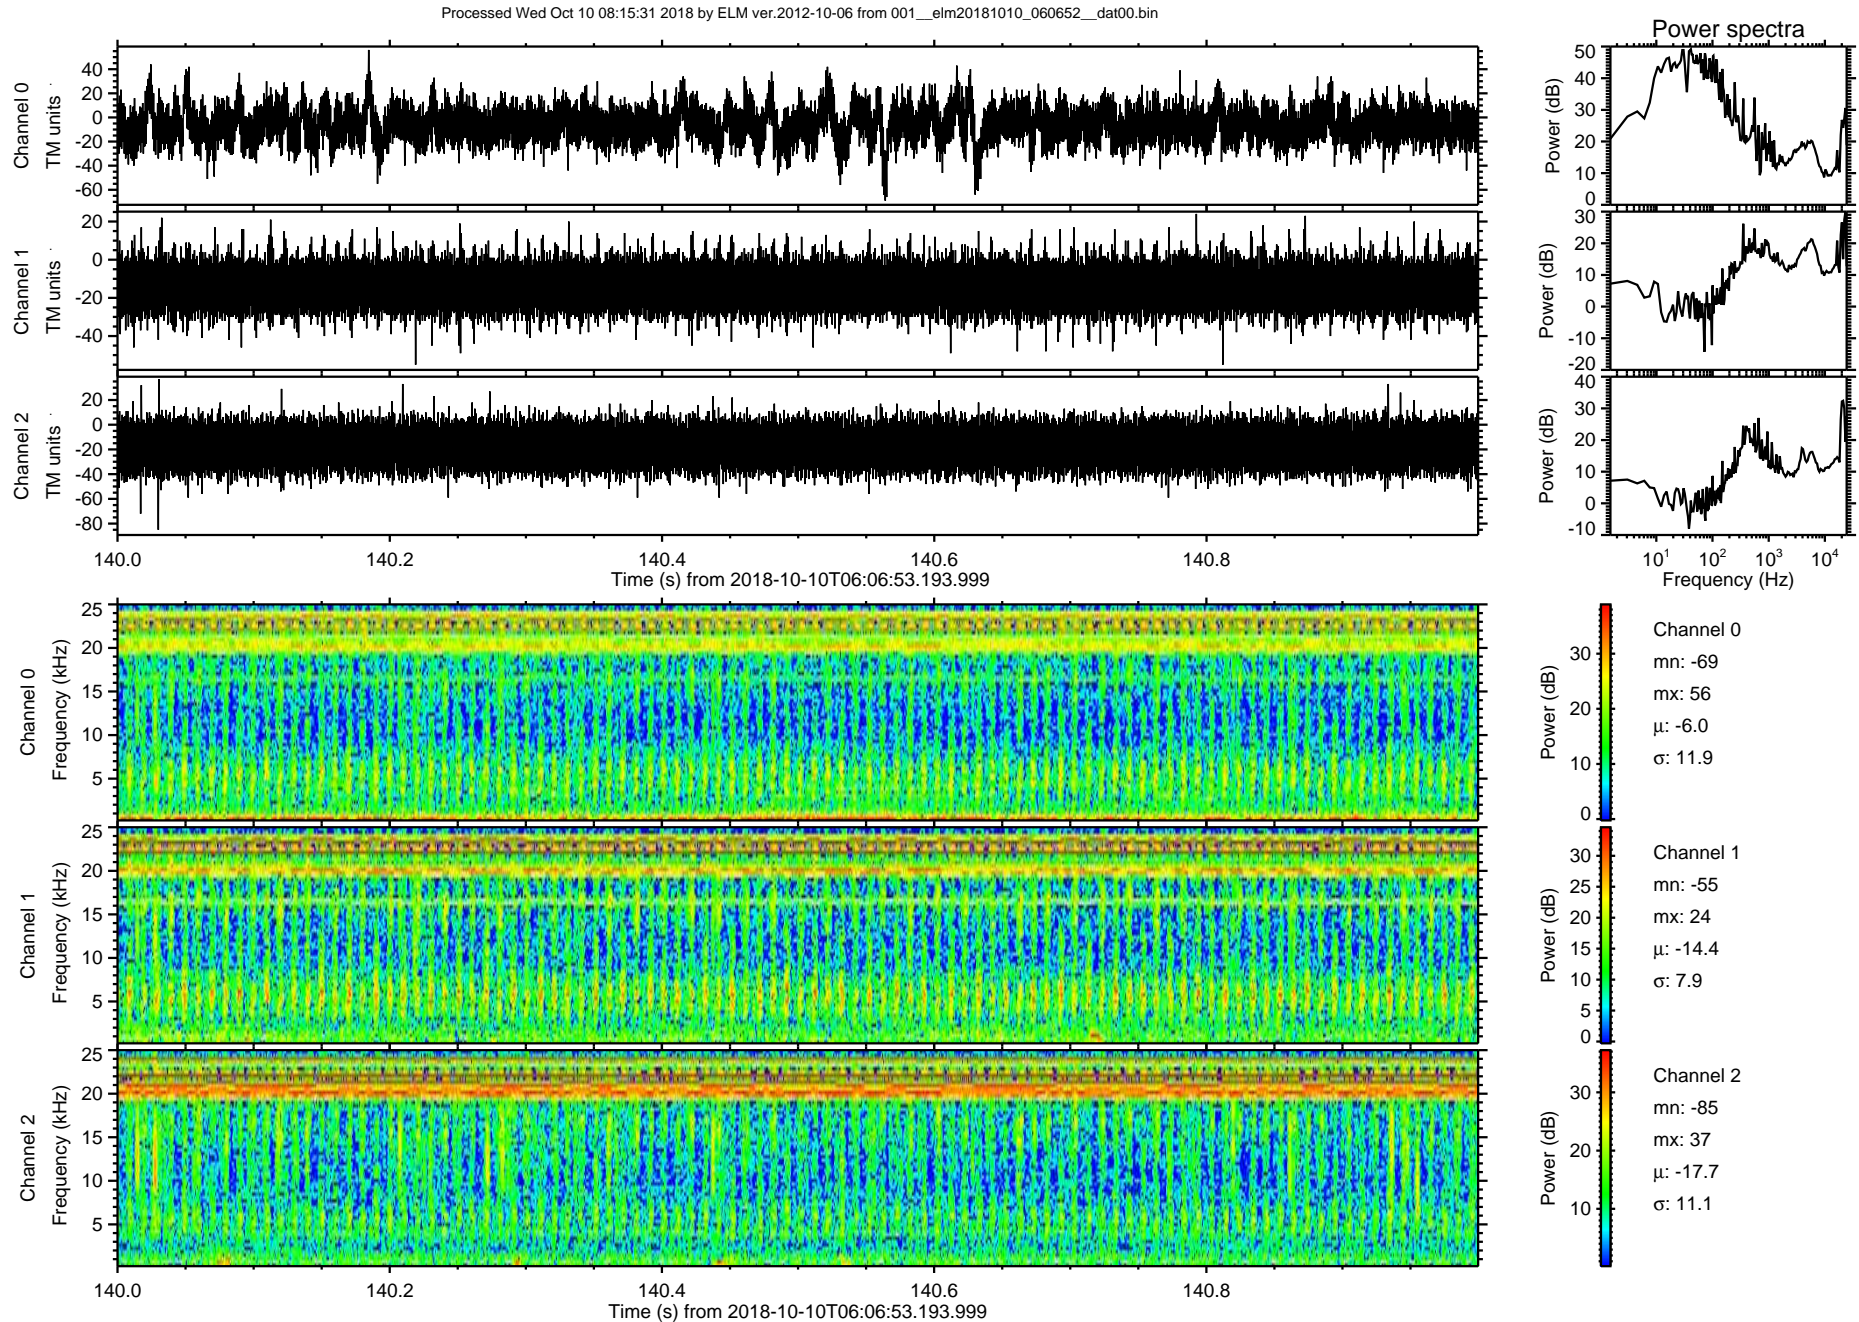 Processed Wed Oct 10 08:15:31 2018 by ELM ver.2012-10-06 from 001__elm20181010_060652__dat00.bin
Power spectra
Channel 0
TM units
40
20
0
-20
-40
-60
Power (dB)
50
40
30
20
10
0
Channel 1
TM units
20
0
-20
-40
Power (dB)
30
20
10
0
-10
-20
Channel 2
TM units
20
0
-20
-40
-60
-80
Power (dB)
40
30
20
10
0
-10
140.0 140.2 140.4 140.6 140.8
Time (s) from 2018-10-10T06:06:53.193.999
10^1 10^2 10^3 10^4
Frequency (Hz)
Channel 0
Frequency (kHz)
25
20
15
10
5
Power (dB)
30
20
10
0
Channel 0
mn: -69
mx: 56
μ: -6.0
σ: 11.9
Channel 1
Frequency (kHz)
25
20
15
10
5
Power (dB)
30
25
20
15
10
5
0
Channel 1
mn: -55
mx: 24
μ: -14.4
σ: 7.9
Channel 2
Frequency (kHz)
25
20
15
10
5
Power (dB)
30
20
10
Channel 2
mn: -85
mx: 37
μ: -17.7
σ: 11.1
140.0 140.2 140.4 140.6 140.8
Time (s) from 2018-10-10T06:06:53.193.999